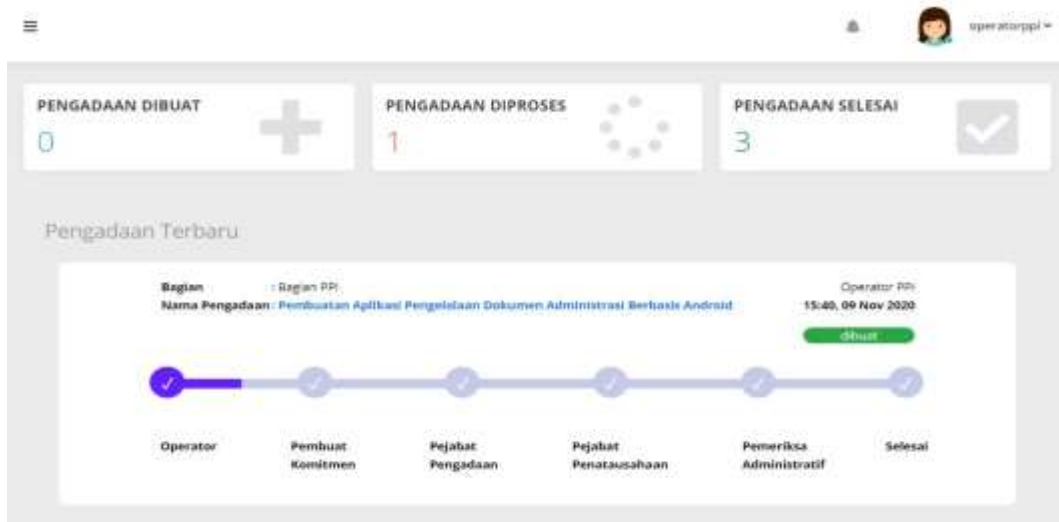 operatorppi
PENGADAAN DIBUAT
0
PENGADAAN DIPROSES
1
PENGADAAN SELESAI
3
Pengadaan Terbaru
Bagian : Bagian PPI
Nama Pengadaan : Pembuatan Aplikasi Pengelolaan Dokumen Administrasi Berbasis Android
Operator PPI
15:40, 09 Nov 2020
dibuat
Operator
Pembuat
Komitmen
Pejabat
Pengadaan
Pejabat
Penatausahaan
Pemeriksa
Administratif
Selesai